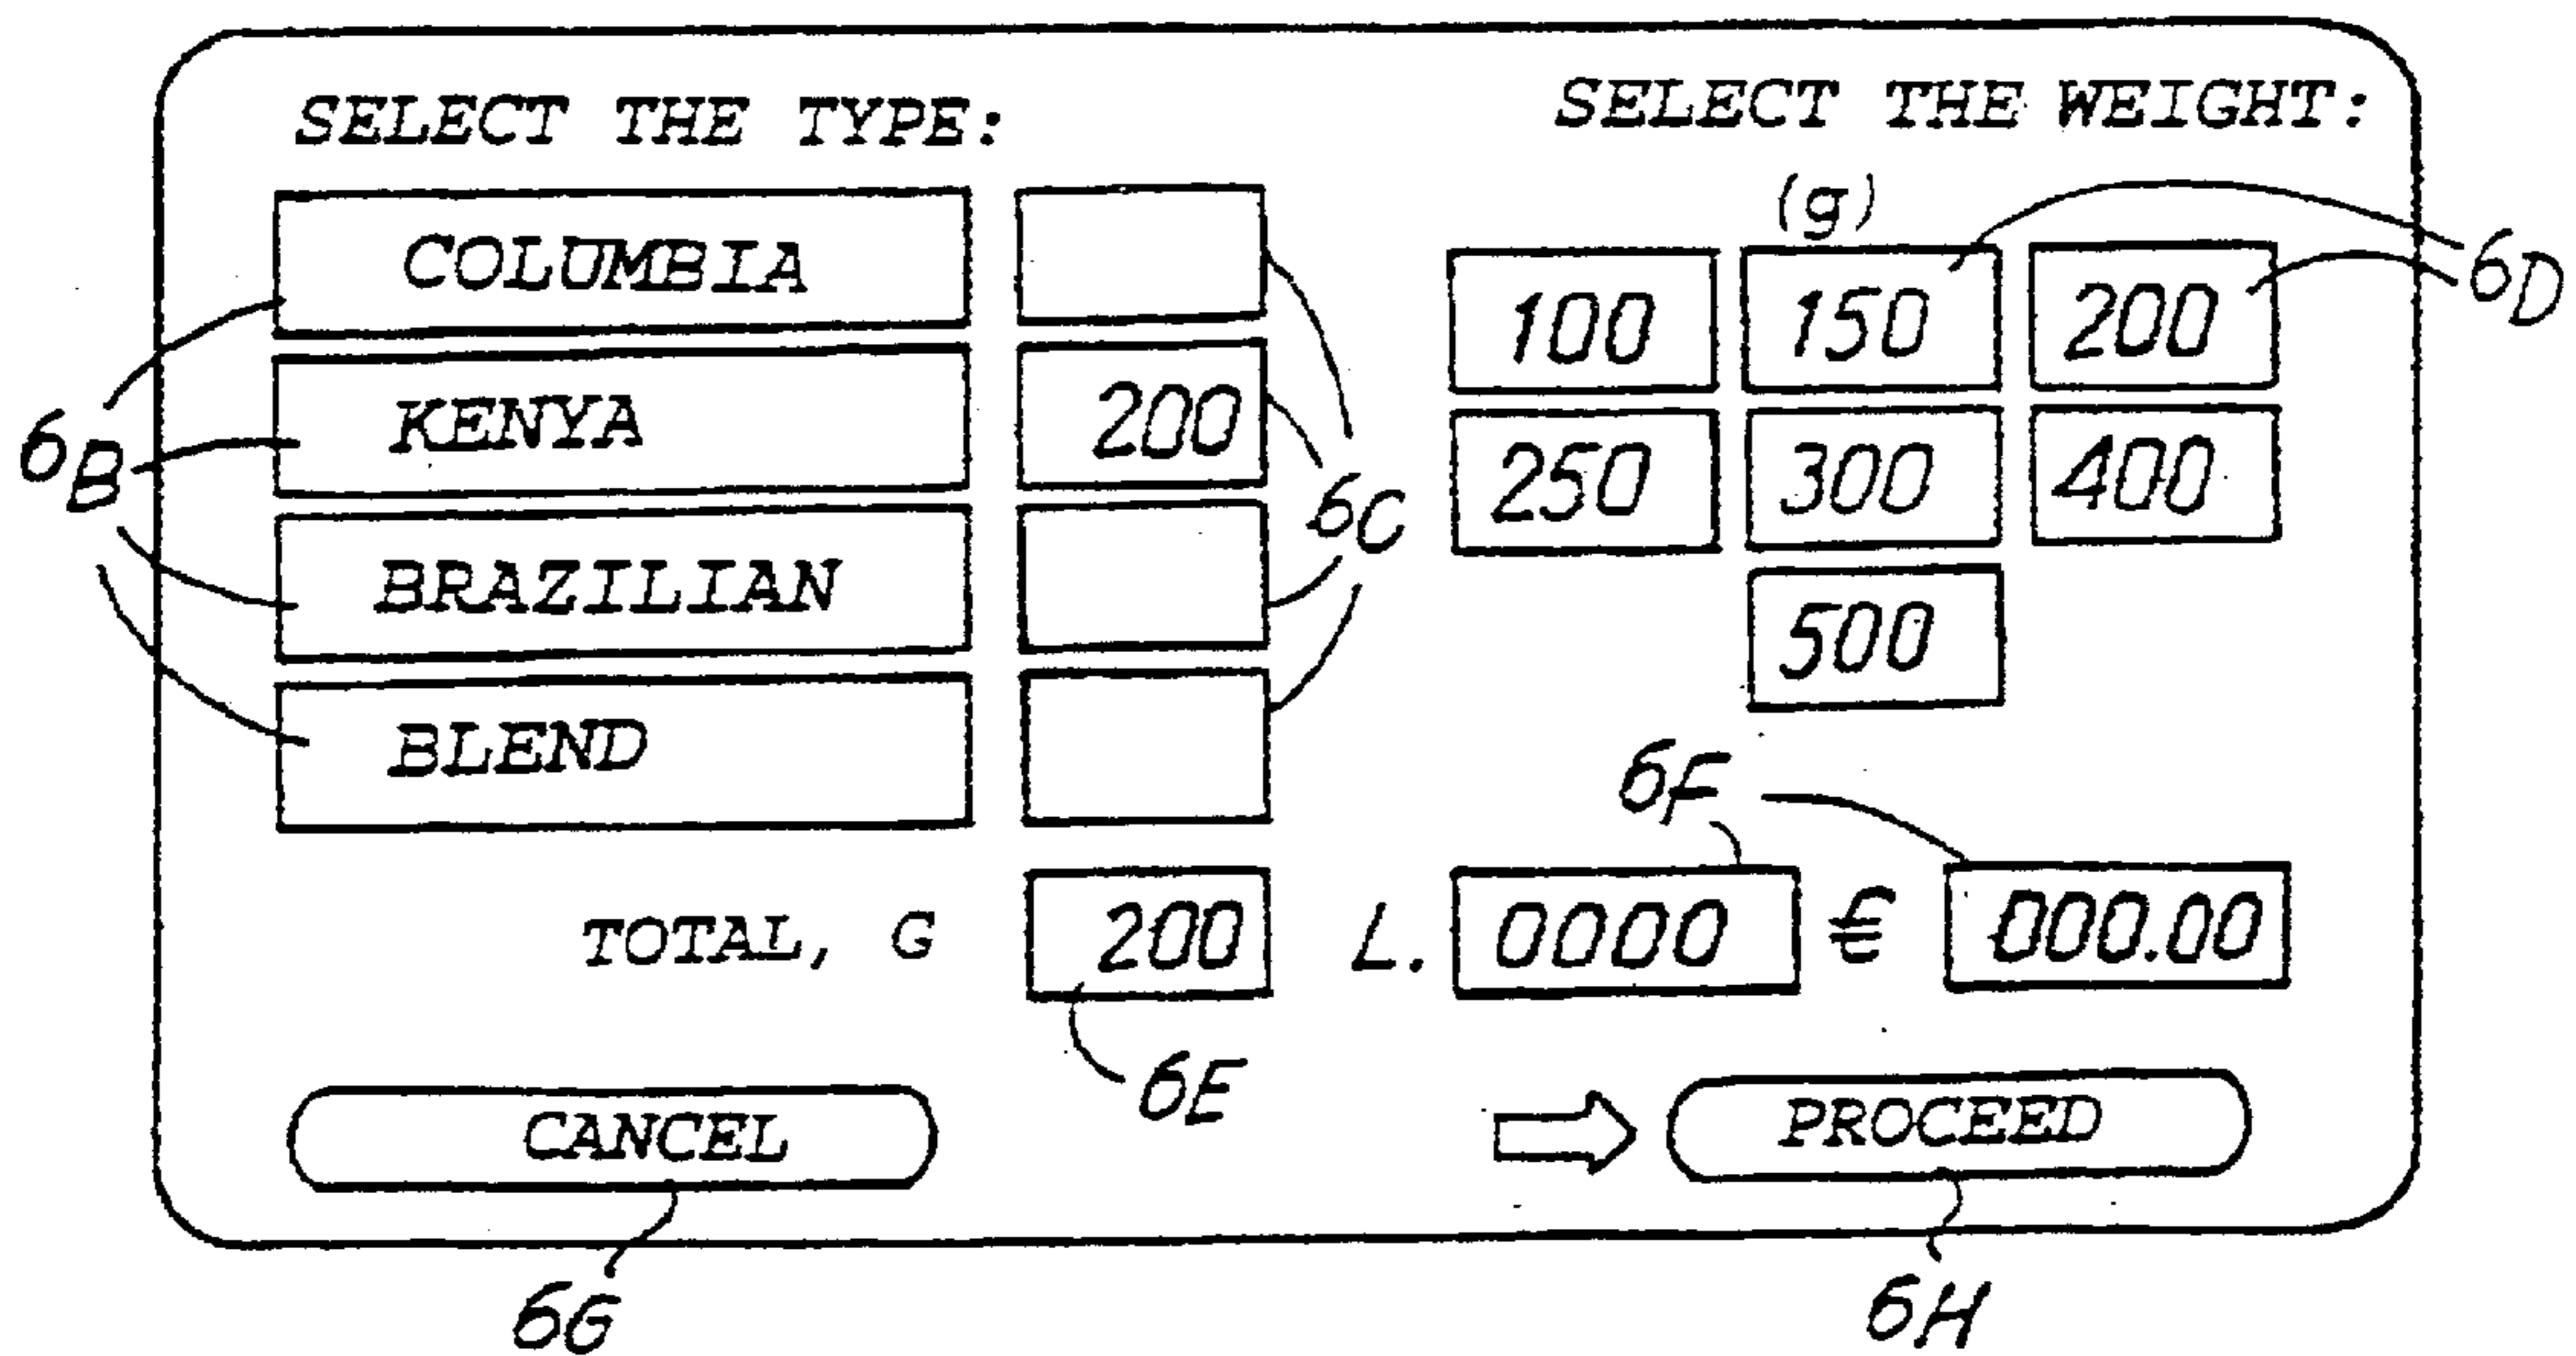 SELECT THE TYPE:
SELECT THE WEIGHT:
(g)
COLUMBIA
100 150 200
6D
KENYA 200
6B
250 300 400
6C
BRAZILIAN
500
BLEND
6F
TOTAL, G 200 L. 0000 € 000.00
6E
CANCEL
PROCEED
6G
6H